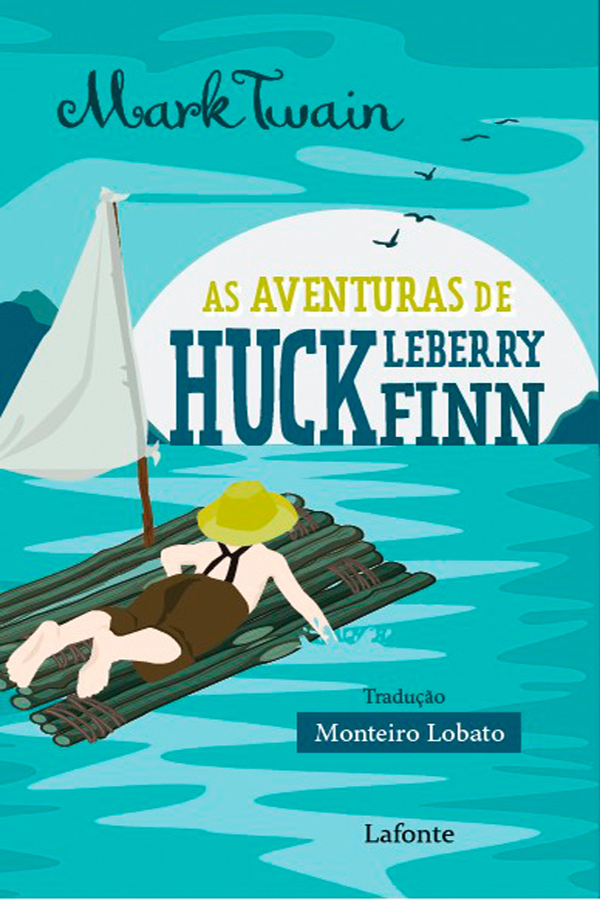 Mark Twain
AS AVENTURAS DE
HUCKLEBERRY
FINN
Tradução
Monteiro Lobato
Lafonte